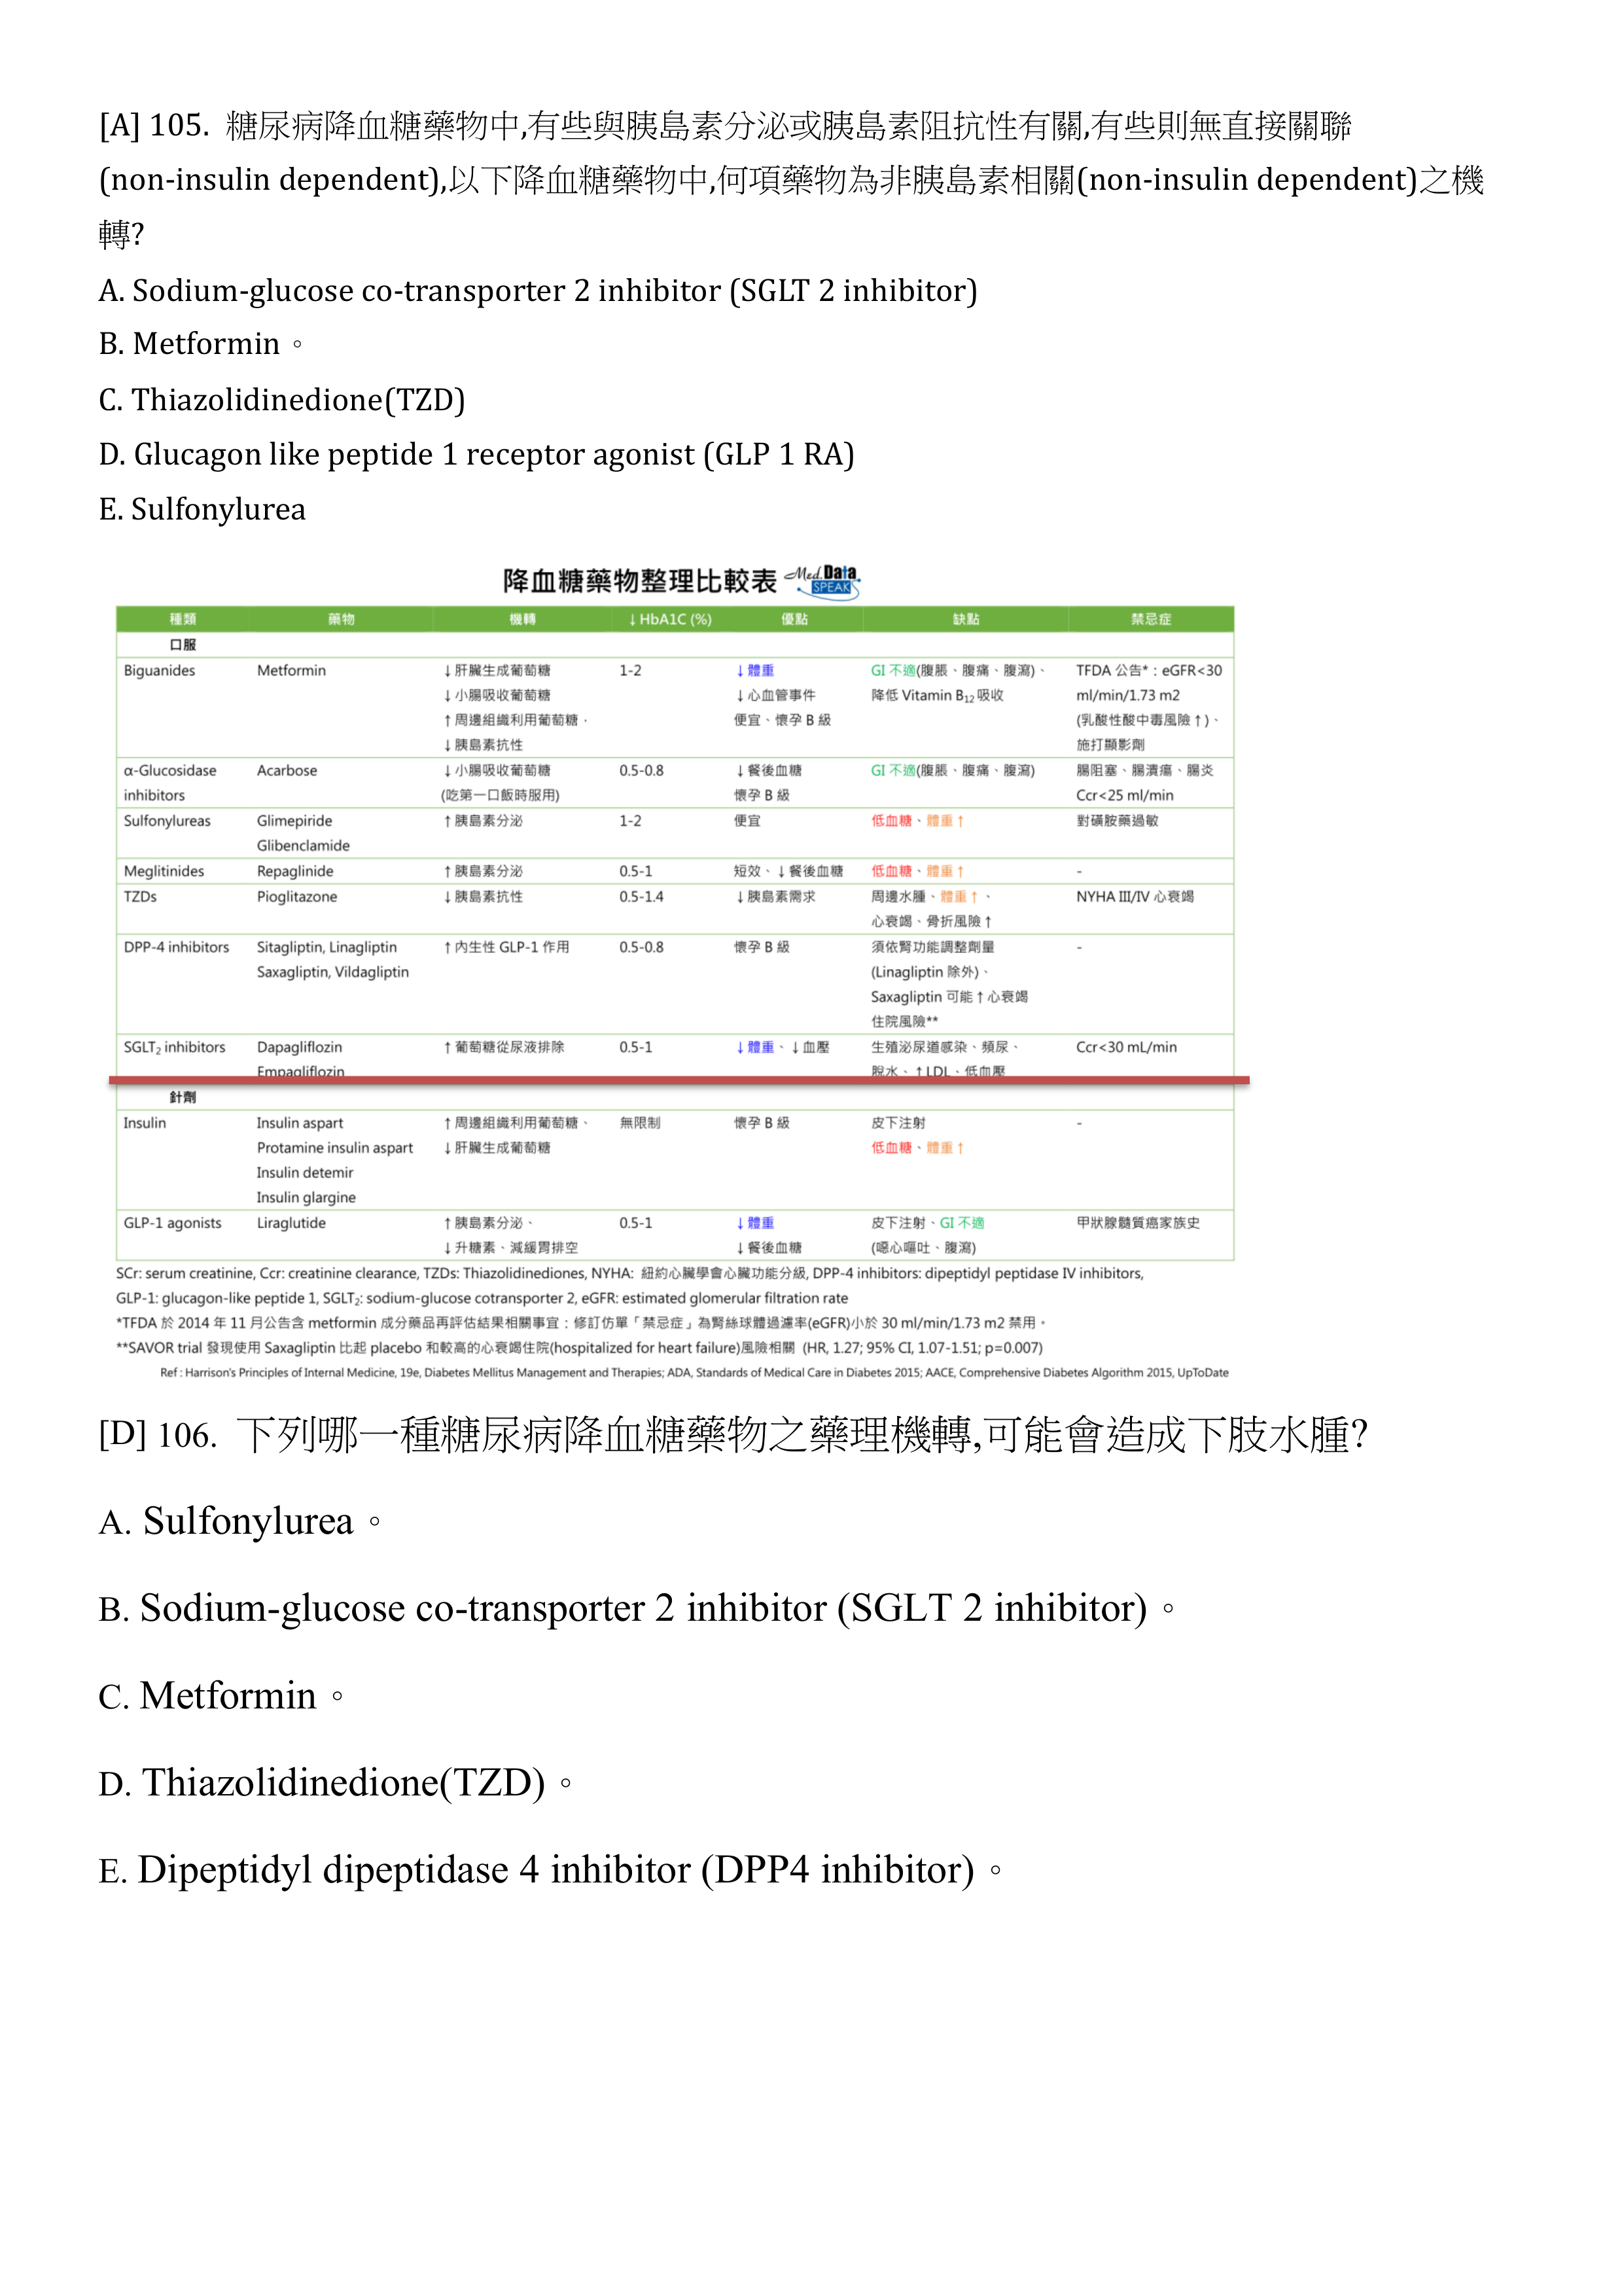 [A] 105. 糖尿病降血糖藥物中,有些與胰島素分泌或胰島素阻抗性有關,有些則無直接關聯
(non-insulin dependent),以下降血糖藥物中,何項藥物為非胰島素相關(non-insulin dependent)之機
轉?
A. Sodium-glucose co-transporter 2 inhibitor (SGLT 2 inhibitor)
B. Metformin。
C. Thiazolidinedione(TZD)
D. Glucagon like peptide 1 receptor agonist (GLP 1 RA)
E. Sulfonylurea
降血糖藥物整理比較表 Med.Data SPEAK
種類 藥物 機轉 ↓HbA1C (%) 優點 缺點 禁忌症
口服
Biguanides Metformin ↓肝臟生成葡萄糖 1-2 ↓體重 GI 不適(腹脹、腹痛、腹瀉)、 TFDA 公告*：eGFR<30
↓小腸吸收葡萄糖 ↓心血管事件 降低 Vitamin B₁₂ 吸收 ml/min/1.73 m2
↑周邊組織利用葡萄糖、 便宜、懷孕 B 級 (乳酸性酸中毒風險↑)、
↓胰島素抗性 施打顯影劑
α-Glucosidase Acarbose ↓小腸吸收葡萄糖 0.5-0.8 ↓餐後血糖 GI 不適(腹脹、腹痛、腹瀉) 腸阻塞、腸潰瘍、腸炎
inhibitors (吃第一口飯時服用) 懷孕 B 級 Ccr<25 ml/min
Sulfonylureas Glimepiride ↑胰島素分泌 1-2 便宜 低血糖、體重↑ 對磺胺藥過敏
Glibenclamide
Meglitinides Repaglinide ↑胰島素分泌 0.5-1 短效、↓餐後血糖 低血糖、體重↑ -
TZDs Pioglitazone ↓胰島素抗性 0.5-1.4 ↓胰島素需求 周邊水腫、體重↑、 NYHA III/IV 心衰竭
心衰竭、骨折風險↑
DPP-4 inhibitors Sitagliptin, Linagliptin ↑內生性 GLP-1 作用 0.5-0.8 懷孕 B 級 須依腎功能調整劑量 -
Saxagliptin, Vildagliptin (Linagliptin 除外)、
Saxagliptin 可能↑心衰竭
住院風險**
SGLT₂ inhibitors Dapagliflozin ↑葡萄糖從尿液排除 0.5-1 ↓體重、↓血壓 生殖泌尿道感染、頻尿、 Ccr<30 mL/min
Empagliflozin 脫水、↑LDL、低血壓
針劑
Insulin Insulin aspart ↑周邊組織利用葡萄糖、 無限制 懷孕 B 級 皮下注射 -
Protamine insulin aspart ↓肝臟生成葡萄糖 低血糖、體重↑
Insulin detemir
Insulin glargine
GLP-1 agonists Liraglutide ↑胰島素分泌、 0.5-1 ↓體重 皮下注射、GI 不適 甲狀腺髓質癌家族史
↓升糖素、減緩胃排空 ↓餐後血糖 (噁心嘔吐、腹瀉)
SCr: serum creatinine, Ccr: creatinine clearance, TZDs: Thiazolidinediones, NYHA: 紐約心臟學會心臟功能分級, DPP-4 inhibitors: dipeptidyl peptidase IV inhibitors,
GLP-1: glucagon-like peptide 1, SGLT₂: sodium-glucose cotransporter 2, eGFR: estimated glomerular filtration rate
*TFDA 於 2014 年 11 月公告含 metformin 成分藥品再評估結果相關事宜：修訂仿單「禁忌症」為腎絲球體過濾率(eGFR)小於 30 ml/min/1.73 m2 禁用。
**SAVOR trial 發現使用 Saxagliptin 比起 placebo 和較高的心衰竭住院(hospitalized for heart failure)風險相關 (HR, 1.27; 95% CI, 1.07-1.51; p=0.007)
Ref : Harrison's Principles of Internal Medicine, 19e, Diabetes Mellitus Management and Therapies; ADA, Standards of Medical Care in Diabetes 2015; AACE, Comprehensive Diabetes Algorithm 2015, UpToDate
[D] 106. 下列哪一種糖尿病降血糖藥物之藥理機轉,可能會造成下肢水腫?
A. Sulfonylurea。
B. Sodium-glucose co-transporter 2 inhibitor (SGLT 2 inhibitor)。
C. Metformin。
D. Thiazolidinedione(TZD)。
E. Dipeptidyl dipeptidase 4 inhibitor (DPP4 inhibitor)。